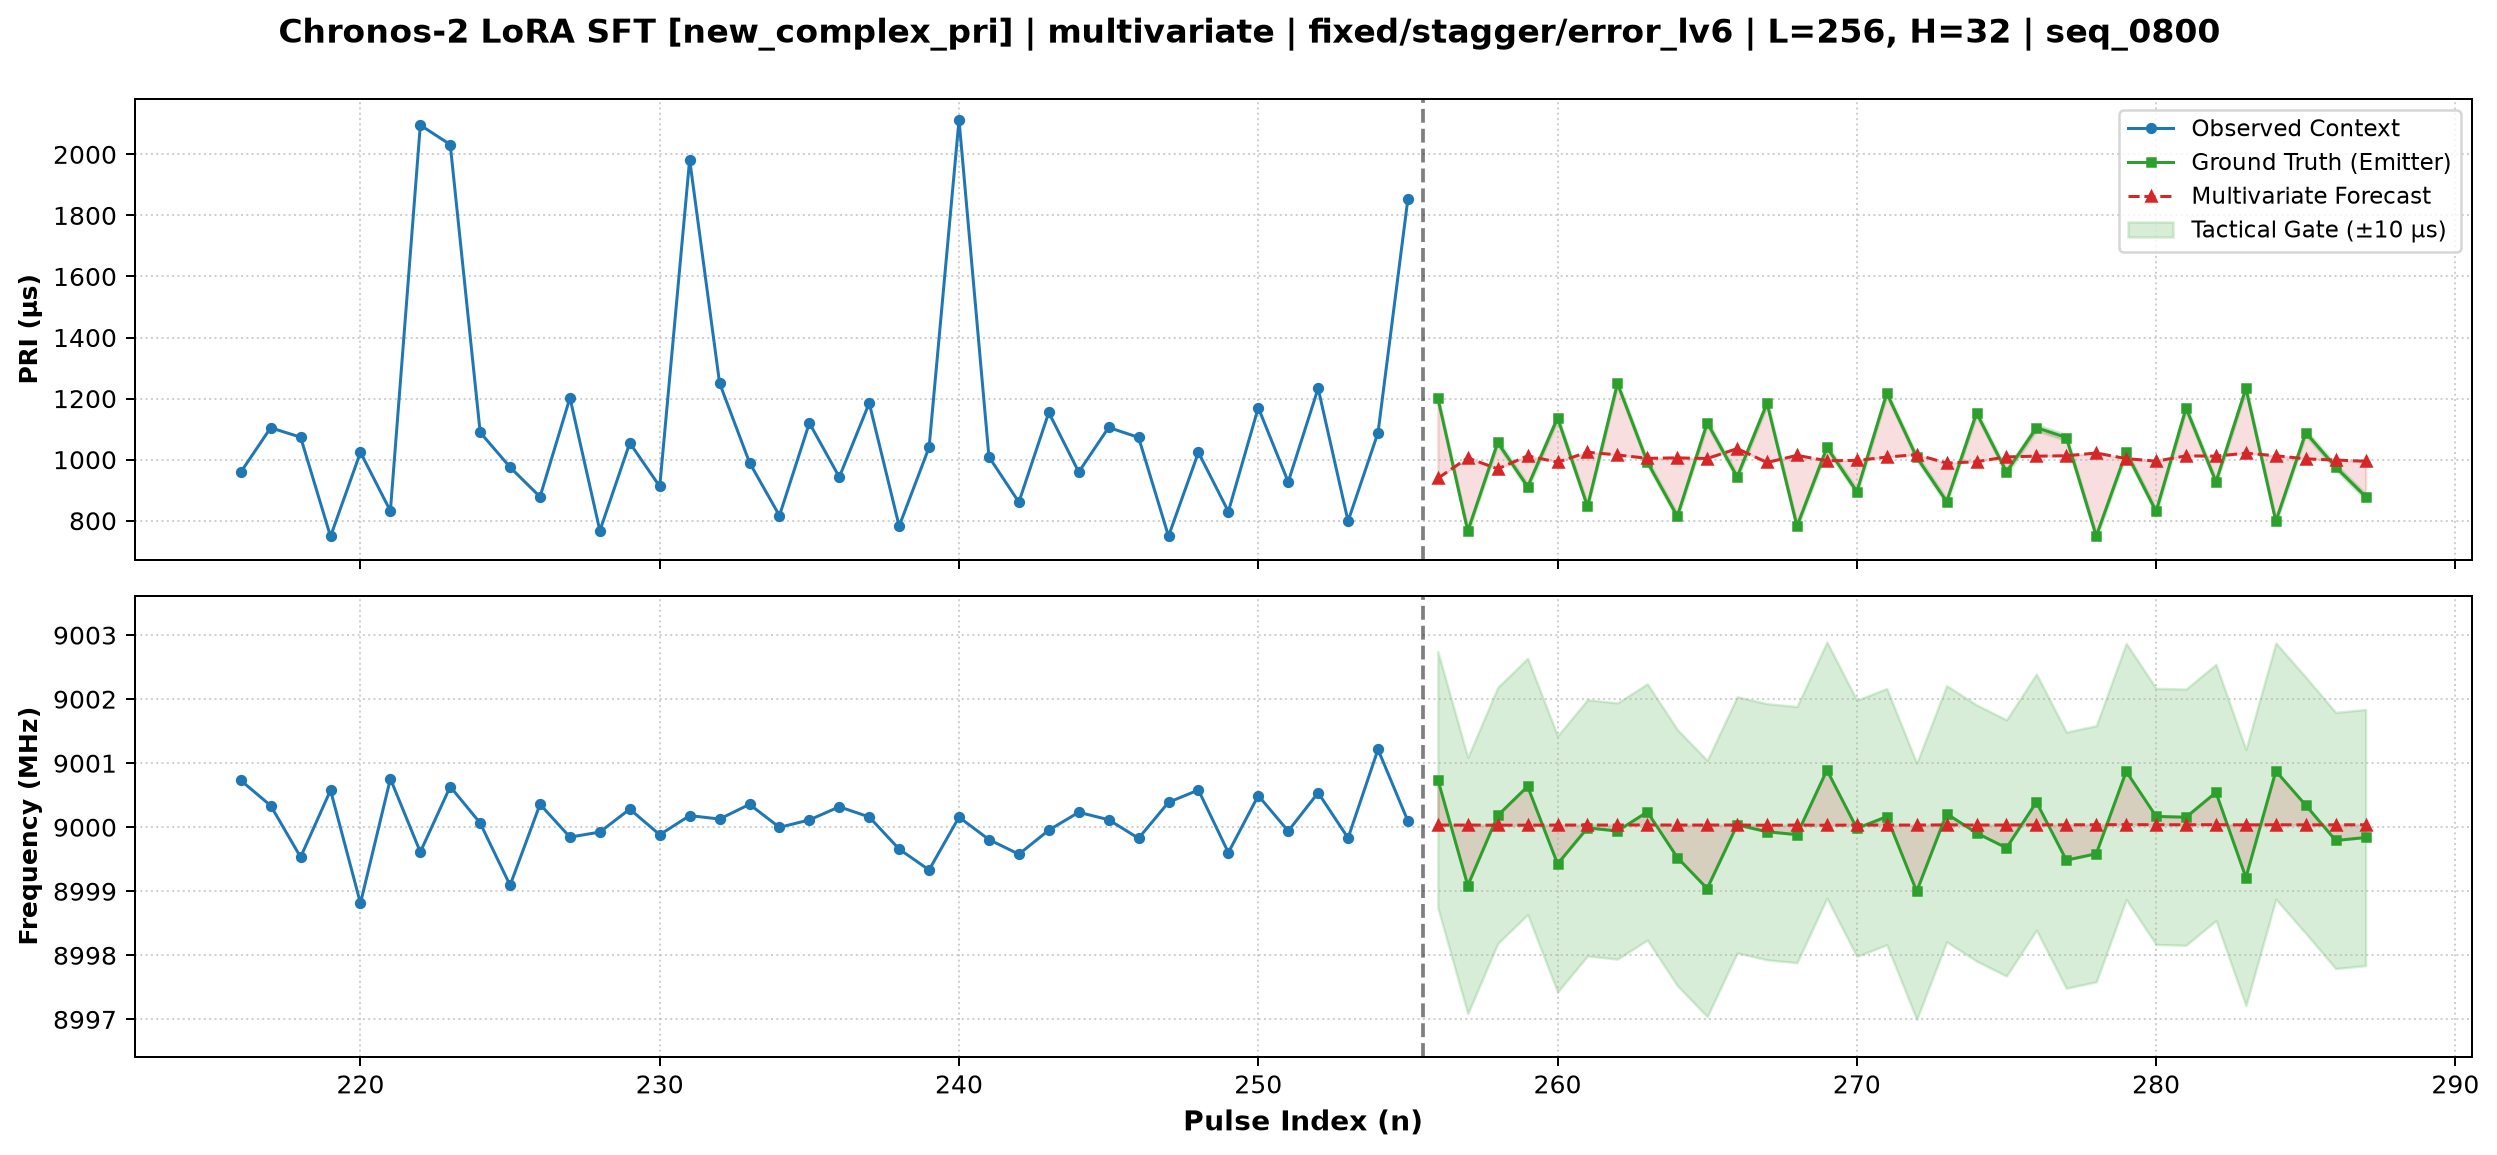 Chronos-2 LoRA SFT [new_complex_pri] | multivariate | fixed/stagger/error_lv6 | L=256, H=32 | seq_0800
PRI (µs)
2000
1800
1600
1400
1200
1000
800
Observed Context
Ground Truth (Emitter)
Multivariate Forecast
Tactical Gate (±10 µs)
Frequency (MHz)
9003
9002
9001
9000
8999
8998
8997
220 230 240 250 260 270 280 290
Pulse Index (n)